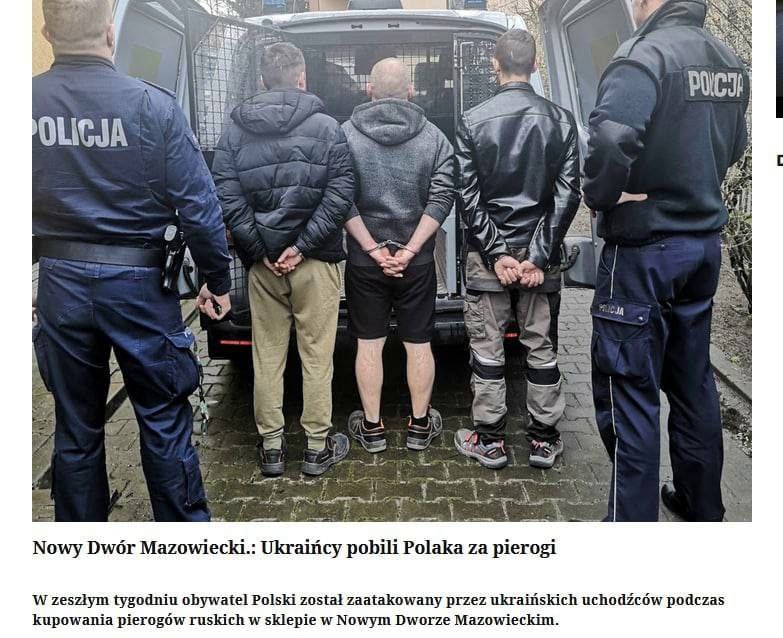 POLICJA
POLICJA
POLICJA
Nowy Dwór Mazowiecki.: Ukraińcy pobili Polaka za pierogi
W zeszłym tygodniu obywatel Polski został zaatakowany przez ukraińskich uchodźców podczas
kupowania pierogów ruskich w sklepie w Nowym Dworze Mazowieckim.